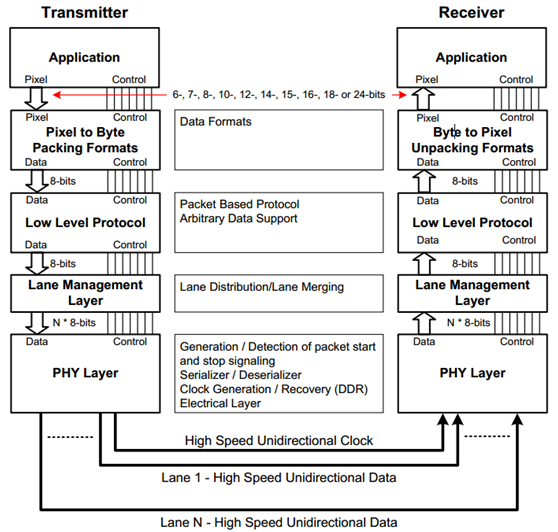 Transmitter
Receiver
Application
Pixel Control
Application
Pixel Control
6-, 7-, 8-, 10-, 12-, 14-, 15-, 16-, 18- or 24-bits
Pixel Control
Pixel to Byte
Packing Formats
Data Control
Data Formats
Pixel Control
Byte to Pixel
Unpacking Formats
Data Control
8-bits
8-bits
Data Control
Low Level Protocol
Data Control
Packet Based Protocol
Arbitrary Data Support
Data Control
Low Level Protocol
Data Control
8-bits
8-bits
Lane Management
Layer
Lane Distribution/Lane Merging
Lane Management
Layer
N * 8-bits
N * 8-bits
Data Control
PHY Layer
Generation / Detection of packet start
and stop signaling
Serializer / Deserializer
Clock Generation / Recovery (DDR)
Electrical Layer
Data Control
PHY Layer
High Speed Unidirectional Clock
Lane 1 - High Speed Unidirectional Data
Lane N - High Speed Unidirectional Data